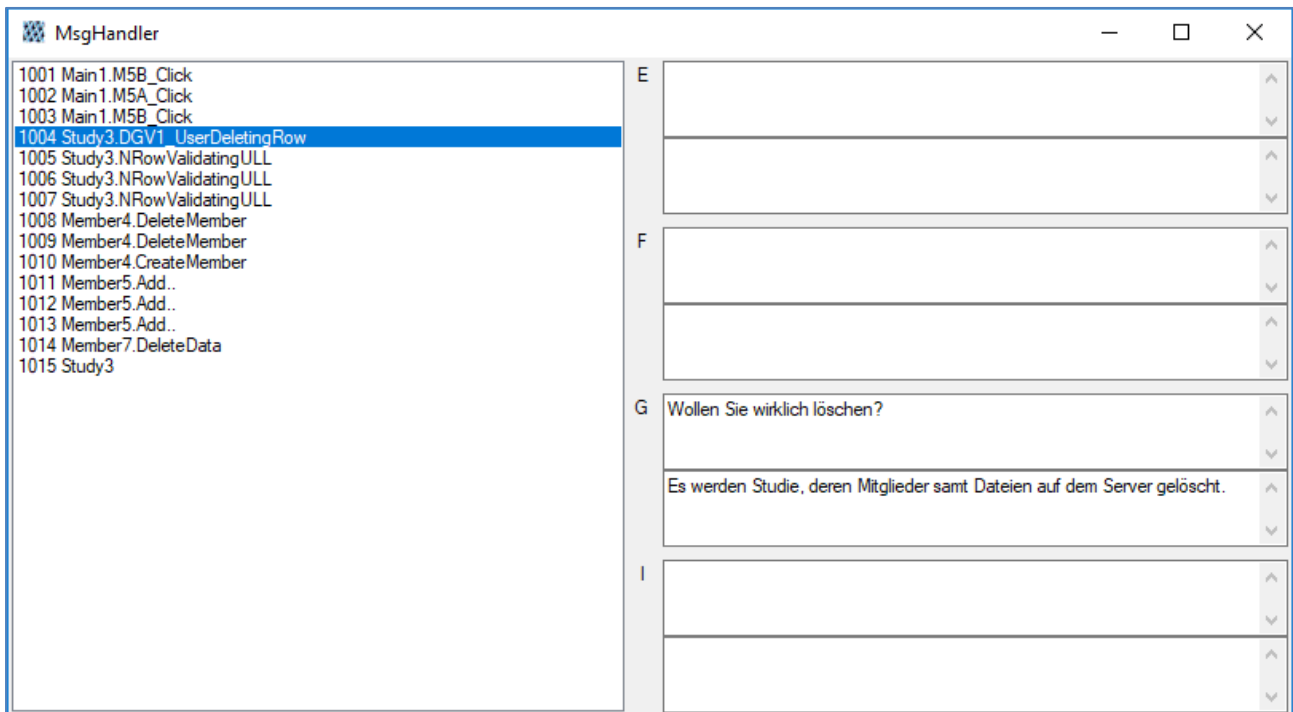 MsgHandler
1001 Main1.M5B_Click
1002 Main1.M5A_Click
1003 Main1.M5B_Click
1004 Study3.DGV1_UserDeletingRow
1005 Study3.NRowValidatingULL
1006 Study3.NRowValidatingULL
1007 Study3.NRowValidatingULL
1008 Member4.DeleteMember
1009 Member4.DeleteMember
1010 Member4.CreateMember
1011 Member5.Add..
1012 Member5.Add..
1013 Member5.Add..
1014 Member7.DeleteData
1015 Study3
E
F
G
Wollen Sie wirklich löschen?
Es werden Studie, deren Mitglieder samt Dateien auf dem Server gelöscht.
I